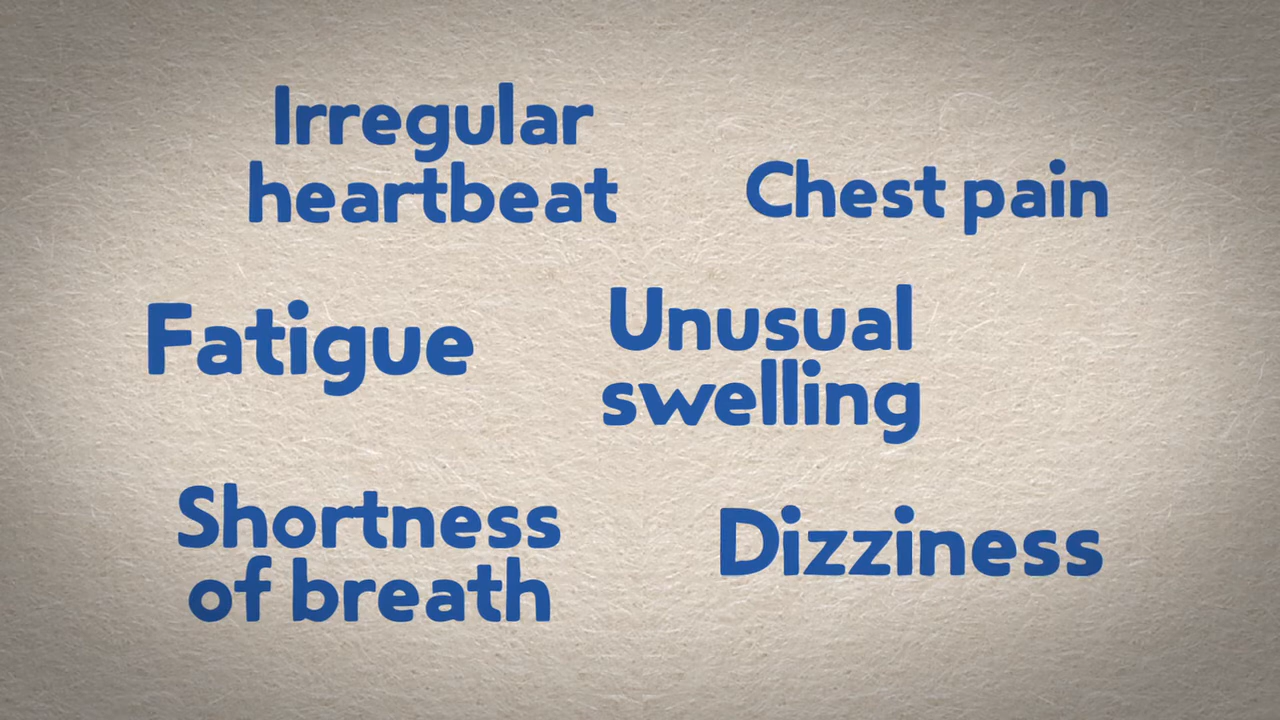 Irregular
heartbeat
Chest pain
Fatigue
Unusual
swelling
Shortness
of breath
Dizziness